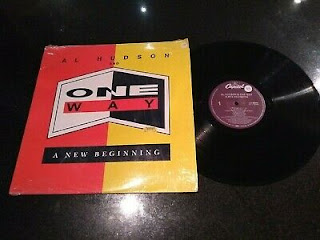 AL HUDSON
AND
ONE
WAY
A NEW BEGINNING
Capitol